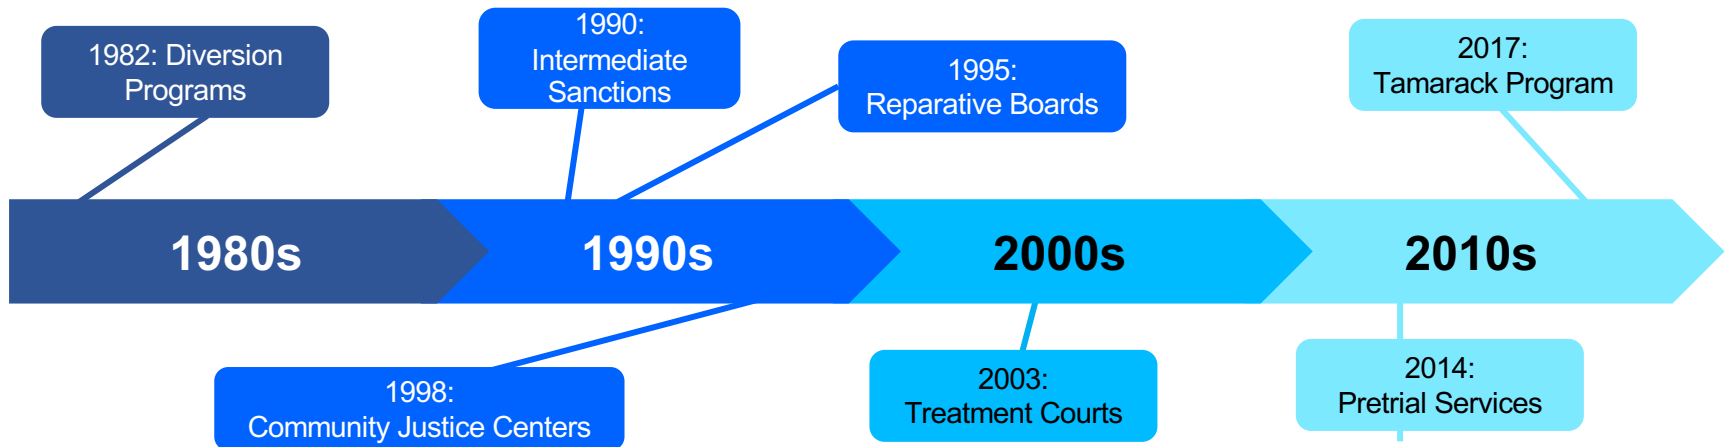 1982: Diversion
Programs
1990:
Intermediate
Sanctions
1995:
Reparative Boards
2017:
Tamarack Program
1980s
1990s
2000s
2010s
1998:
Community Justice Centers
2003:
Treatment Courts
2014:
Pretrial Services